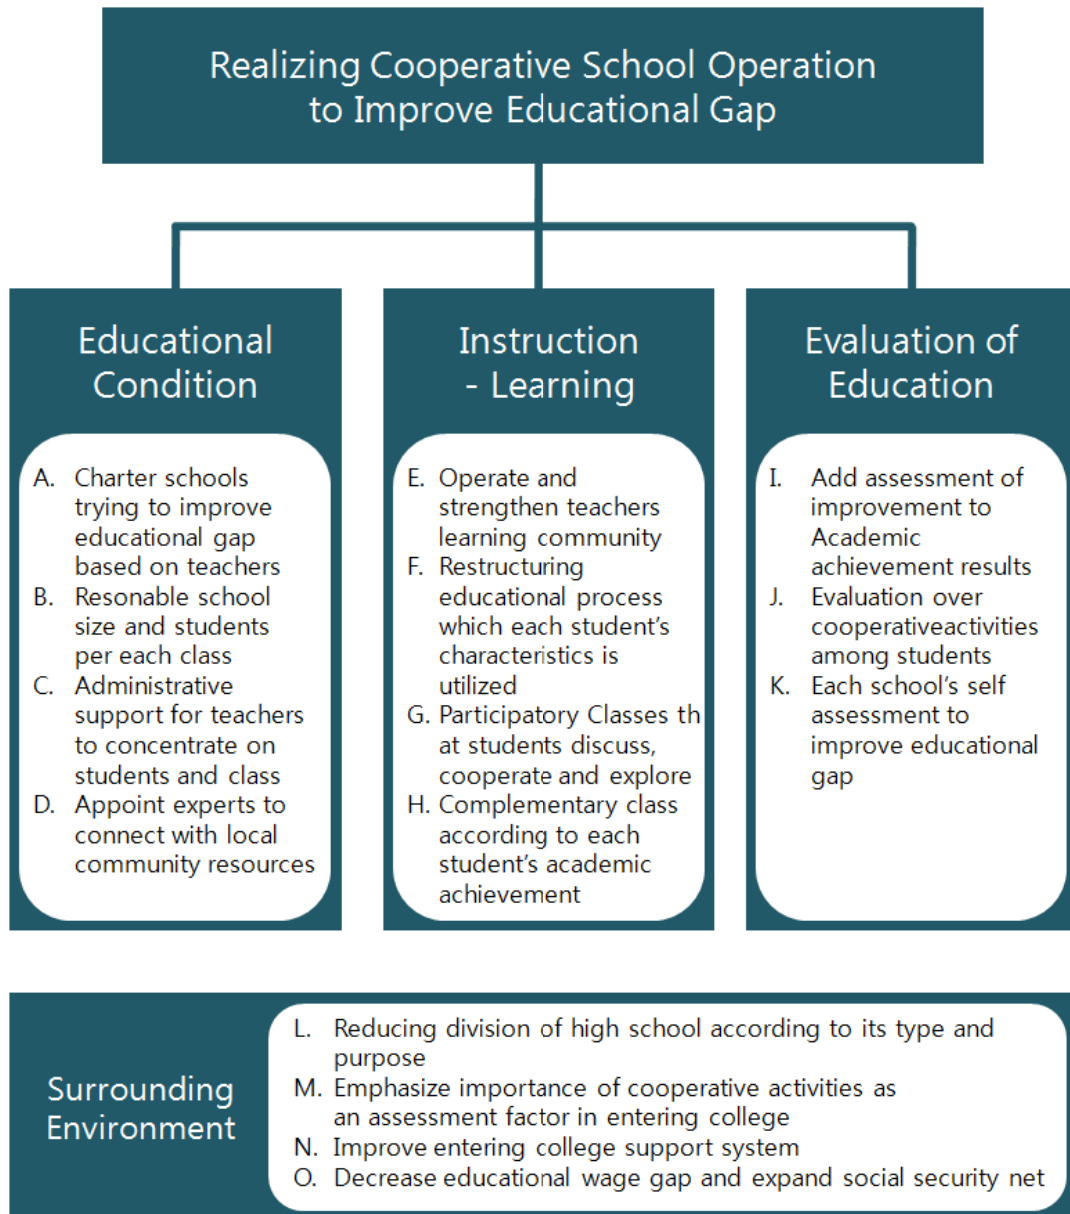 Realizing Cooperative School Operation
to Improve Educational Gap
Educational
Condition
A. Charter schools
trying to improve
educational gap
based on teachers
B. Resonable school
size and students
per each class
C. Administrative
support for teachers
to concentrate on
students and class
D. Appoint experts to
connect with local
community resources
Instruction
- Learning
E. Operate and
strengthen teachers
learning community
F. Restructuring
educational process
which each student’s
characteristics is
utilized
G. Participatory Classes th
at students discuss,
cooperate and explore
H. Complementary class
according to each
student’s academic
achievement
Evaluation of
Education
I. Add assessment of
improvement to
Academic
achievement results
J. Evaluation over
cooperativeactivities
among students
K. Each school’s self
assessment to
improve educational
gap
Surrounding
Environment
L. Reducing division of high school according to its type and
purpose
M. Emphasize importance of cooperative activities as
an assessment factor in entering college
N. Improve entering college support system
O. Decrease educational wage gap and expand social security net